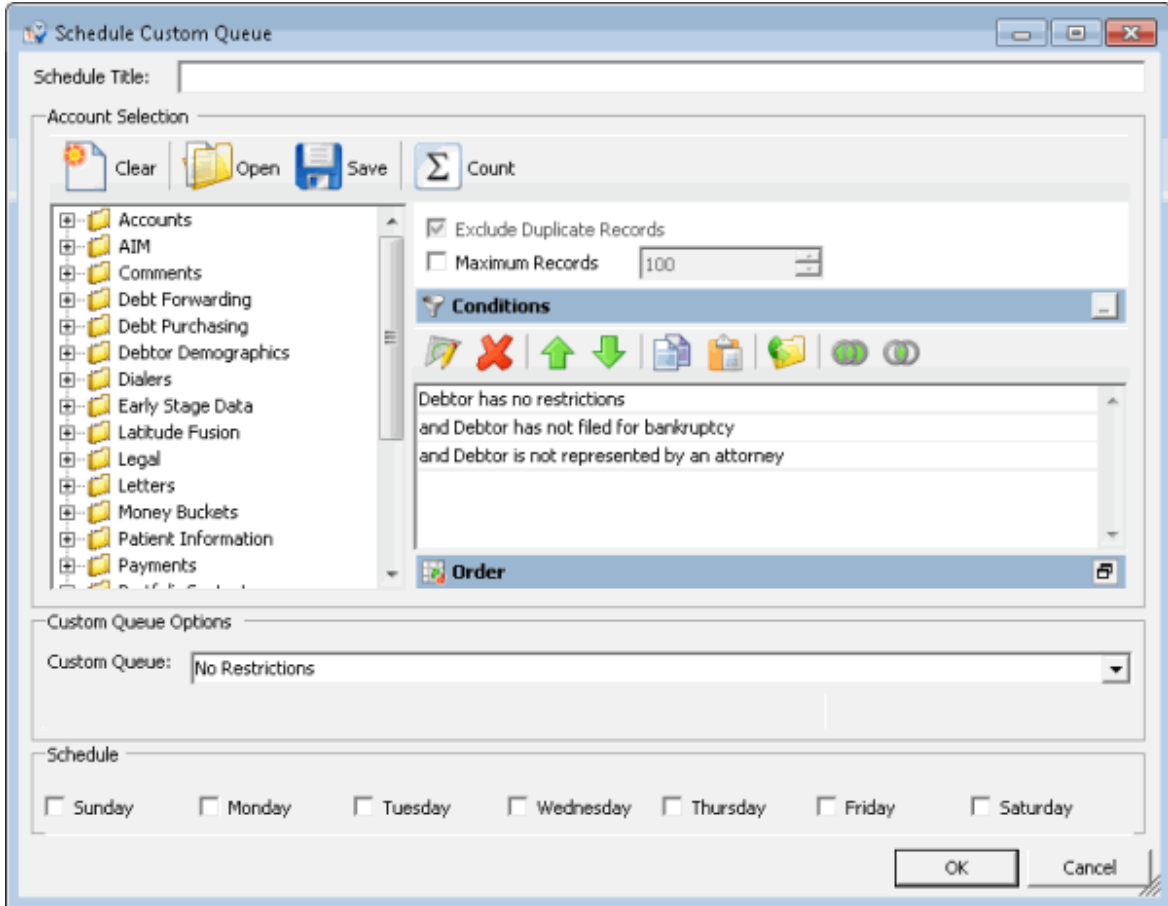 Schedule Custom Queue
Schedule Title:
Account Selection
Clear Open Save Count
Accounts
AIM
Comments
Debt Forwarding
Debt Purchasing
Debtor Demographics
Dialers
Early Stage Data
Latitude Fusion
Legal
Letters
Money Buckets
Patient Information
Payments
Exclude Duplicate Records
Maximum Records 100
Conditions
Debtor has no restrictions
and Debtor has not filed for bankruptcy
and Debtor is not represented by an attorney
Order
Custom Queue Options
Custom Queue: No Restrictions
Schedule
Sunday Monday Tuesday Wednesday Thursday Friday Saturday
OK Cancel